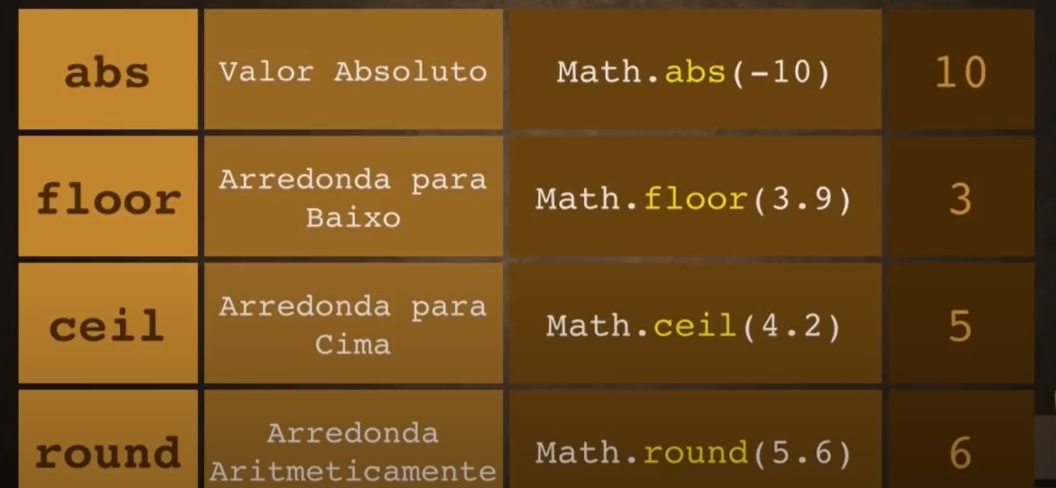 abs
Valor Absoluto
Math.abs(-10)
10
floor
Arredonda para
Baixo
Math.floor(3.9)
3
ceil
Arredonda para
Cima
Math.ceil(4.2)
5
round
Arredonda
Aritmeticamente
Math.round(5.6)
6